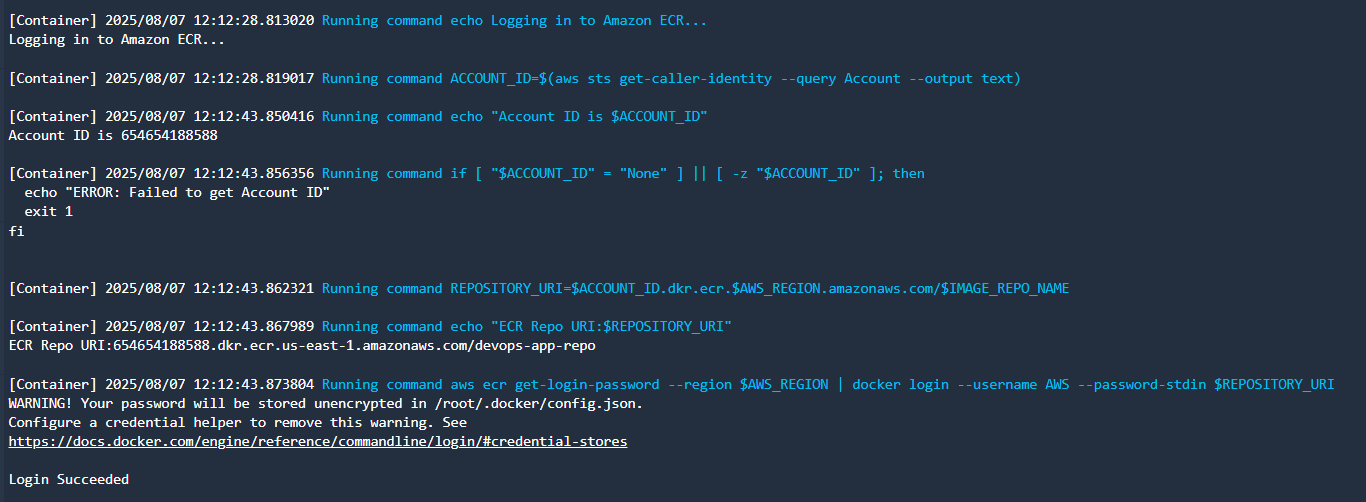 [Container] 2025/08/07 12:12:28.813020 Running command echo Logging in to Amazon ECR...
Logging in to Amazon ECR...
[Container] 2025/08/07 12:12:28.819017 Running command ACCOUNT_ID=$(aws sts get-caller-identity --query Account --output text)
[Container] 2025/08/07 12:12:43.850416 Running command echo "Account ID is $ACCOUNT_ID"
Account ID is 654654188588
[Container] 2025/08/07 12:12:43.856356 Running command if [ "$ACCOUNT_ID" = "None" ] || [ -z "$ACCOUNT_ID" ]; then
  echo "ERROR: Failed to get Account ID"
  exit 1
fi
[Container] 2025/08/07 12:12:43.862321 Running command REPOSITORY_URI=$ACCOUNT_ID.dkr.ecr.$AWS_REGION.amazonaws.com/$IMAGE_REPO_NAME
[Container] 2025/08/07 12:12:43.867989 Running command echo "ECR Repo URI:$REPOSITORY_URI"
ECR Repo URI:654654188588.dkr.ecr.us-east-1.amazonaws.com/devops-app-repo
[Container] 2025/08/07 12:12:43.873804 Running command aws ecr get-login-password --region $AWS_REGION | docker login --username AWS --password-stdin $REPOSITORY_URI
WARNING! Your password will be stored unencrypted in /root/.docker/config.json.
Configure a credential helper to remove this warning. See
https://docs.docker.com/engine/reference/commandline/login/#credential-stores
Login Succeeded